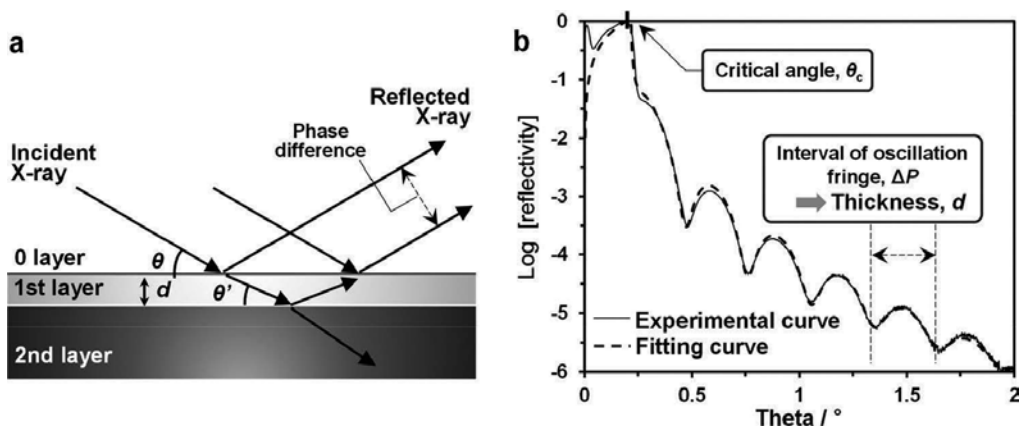 a
Incident
X-ray
Reflected
X-ray
Phase
difference
0 layer
θ
1st layer
d
θ'
2nd layer
b
0
-1
-2
-3
-4
-5
-6
Log [reflectivity]
Critical angle, θc
Interval of oscillation
fringe, ΔP
Thickness, d
Experimental curve
Fitting curve
0
0.5
1
1.5
2
Theta / °